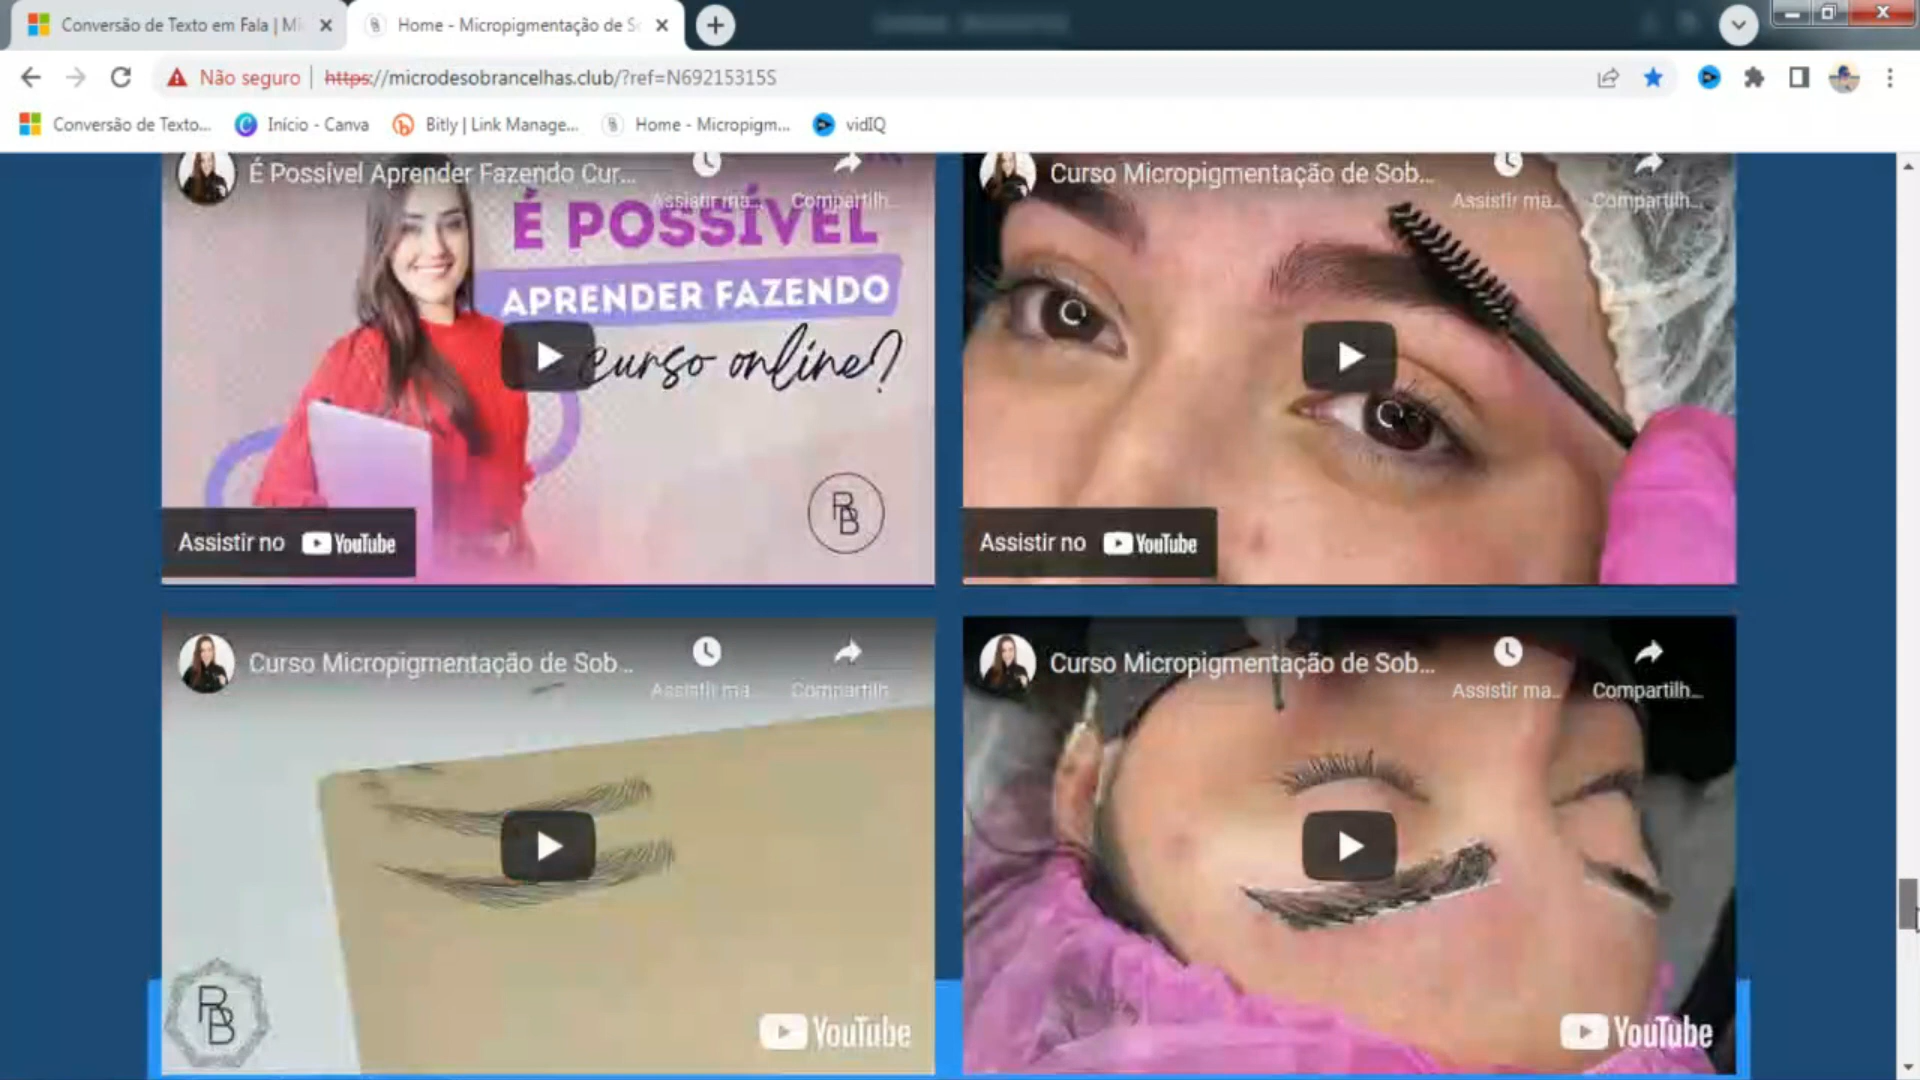 Conversão de Texto em Fala | Mi
Home - Micropigmentação de S
Não seguro
https://microdesobrancelhas.club/?ref=N69215315S
Conversão de Texto...
Início - Canva
Bitly | Link Manage...
Home - Micropigm...
vidIQ
É Possível Aprender Fazendo Cur...
Assistir ma...
Compartilh...
É POSSÍVEL
APRENDER FAZENDO
curso online?
RB
Assistir no YouTube
Curso Micropigmentação de Sob...
Assistir ma...
Compartilh...
Assistir no YouTube
Curso Micropigmentação de Sob...
Assistir ma...
Compartilh...
RB
YouTube
Curso Micropigmentação de Sob...
Assistir ma...
Compartilh...
YouTube